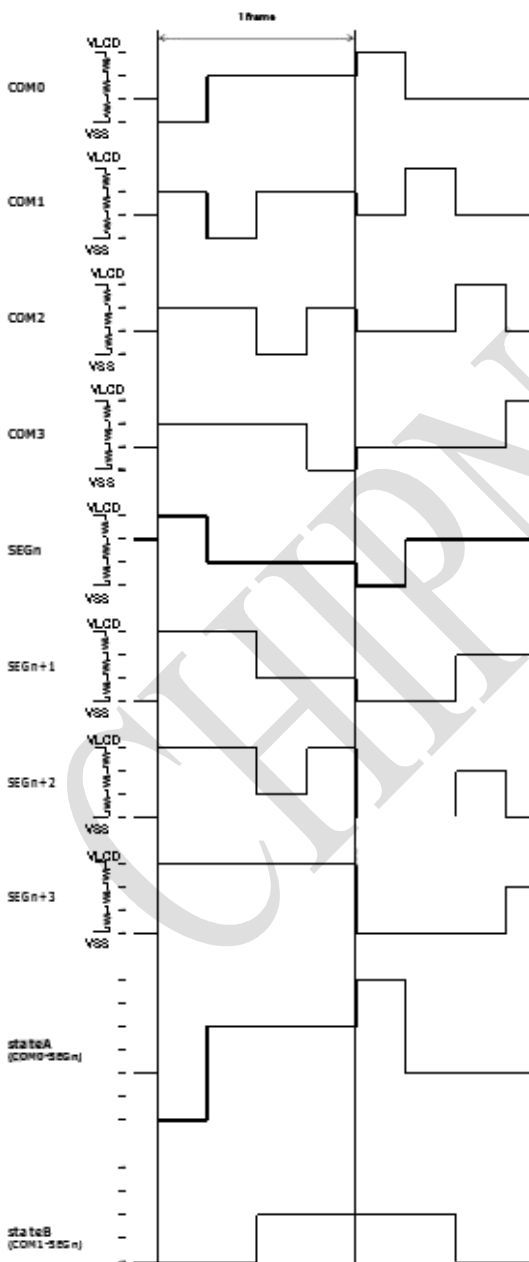 1 frame
VLCD
COM0
VSS
VLCD
COM1
VSS
VLCD
COM2
VSS
VLCD
COM3
VSS
VLCD
SEGn
VSS
VLCD
SEGn+1
VSS
VLCD
SEGn+2
VSS
VLCD
SEGn+3
VSS
stateA
(COM0-SEGn)
stateB
(COM1-SEGn)
CHIPN